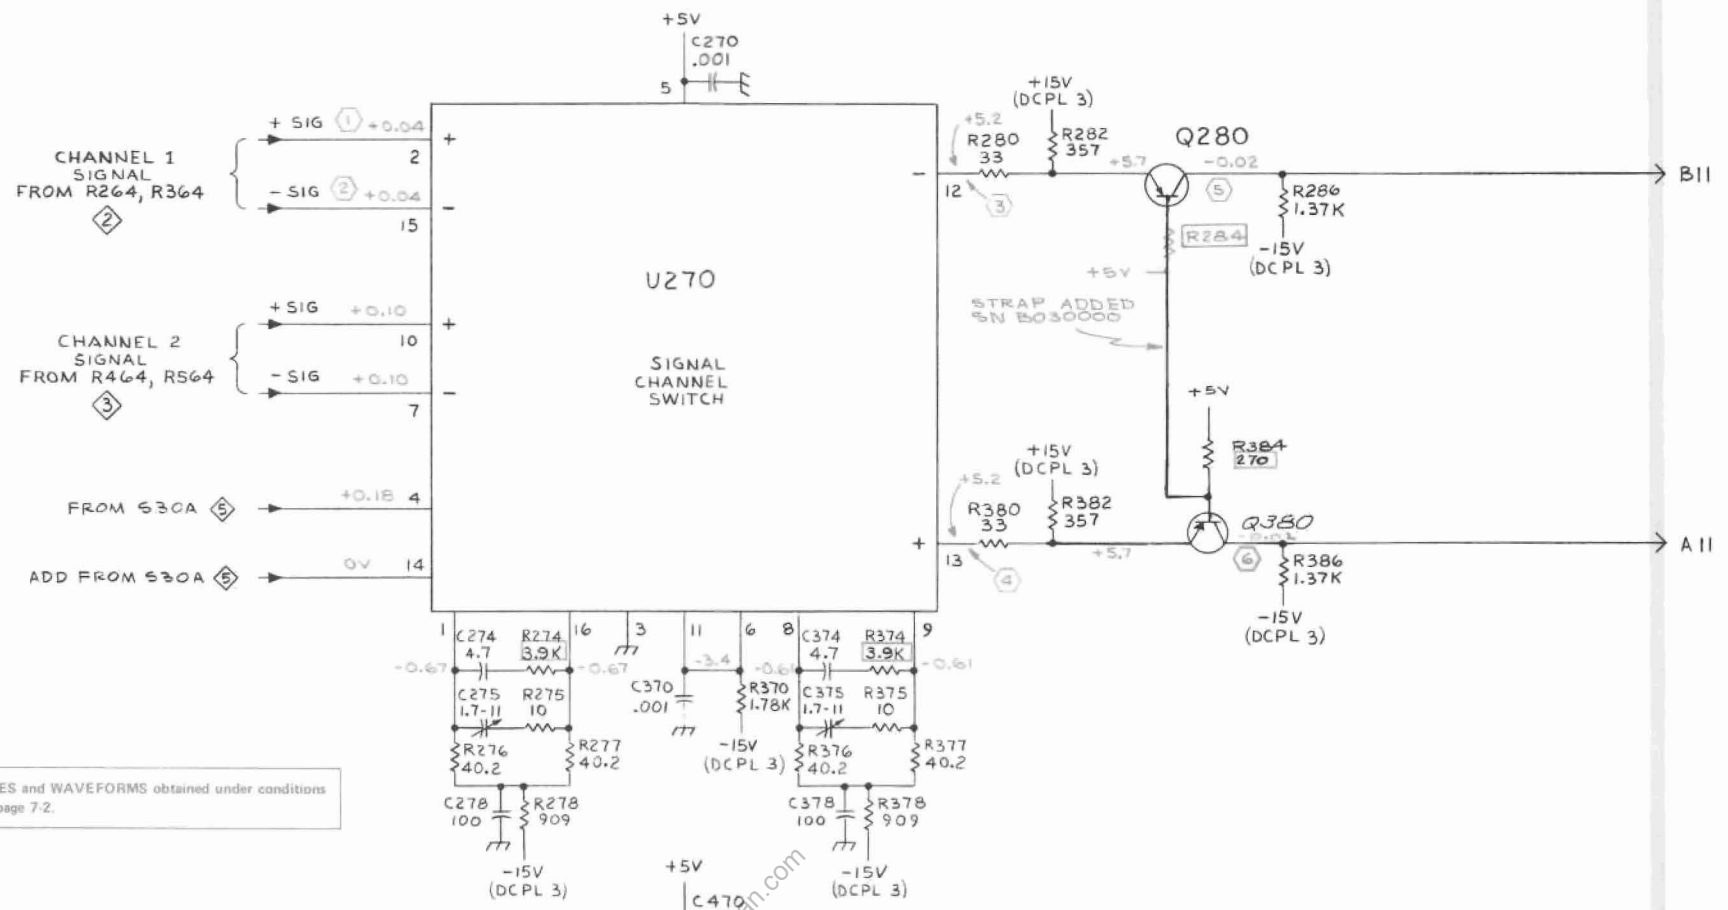 +5V
C270
.001
5
+ SIG 1 +0.04
+
2
CHANNEL 1
SIGNAL
FROM R264, R364
2
- SIG 2 +0.04
-
15
+ SIG +0.10
+
10
CHANNEL 2
SIGNAL
FROM R464, R564
3
- SIG +0.10
-
7
FROM S30A 5
+0.18 4
ADD FROM S30A 5
0V 14
U270
SIGNAL
CHANNEL
SWITCH
-
12
+5.2
R280
33
3
+15V
(DCPL 3)
R282
357
+5.7
Q280
-0.02
5
R286
1.37K
-15V
(DCPL 3)
B11
R284
+5V
STRAP ADDED
SN B030000
+5V
R384
270
+
13
+5.2
R380
33
4
+15V
(DCPL 3)
R382
357
+5.7
Q380
-0.02
6
R386
1.37K
-15V
(DCPL 3)
A11
1
C274
4.7
R274
3.9K
16
-0.67
-0.67
C275
1.7-11
R275
10
R276
40.2
R277
40.2
C278
100
R278
909
-15V
(DCPL 3)
3
11
6
-3.4
C370
.001
R370
1.78K
-15V
(DCPL 3)
8
C374
4.7
R374
3.9K
9
-0.61
-0.61
C375
1.7-11
R375
10
R376
40.2
R377
40.2
C378
100
R378
909
-15V
(DCPL 3)
ES and WAVEFORMS obtained under conditions
page 7-2.
+5V
C470
an.com